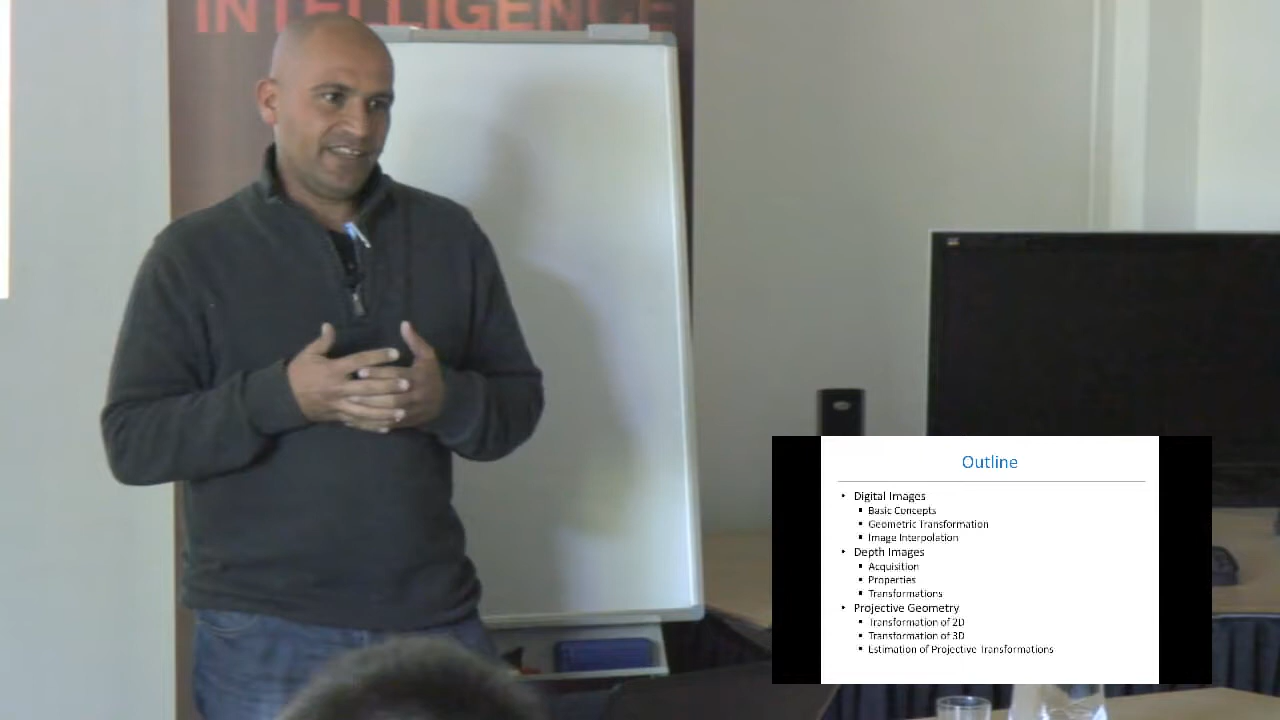 INTELLIGENCE
Outline
• Digital Images
▪ Basic Concepts
▪ Geometric Transformation
▪ Image Interpolation
• Depth Images
▪ Acquisition
▪ Properties
▪ Transformations
• Projective Geometry
▪ Transformation of 2D
▪ Transformation of 3D
▪ Estimation of Projective Transformations